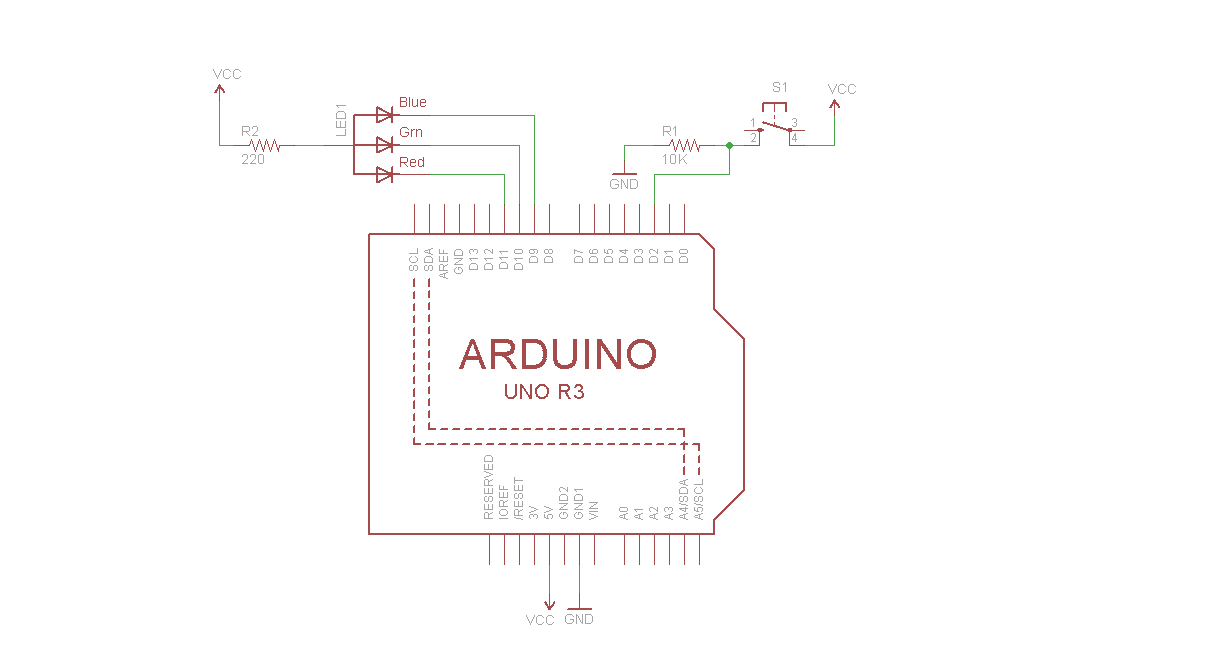 VCC
R2
220
LED1
Blue
Grn
Red
R1
10K
GND
S1
1
2
3
4
VCC
SCL
SDA
AREF
GND
D13
D12
D11
D10
D9
D8
D7
D6
D5
D4
D3
D2
D1
D0
ARDUINO
UNO R3
RESERVED
IOREF
/RESET
3V
5V
GND2
GND1
VIN
A0
A1
A2
A3
A4/SDA
A5/SCL
VCC
GND